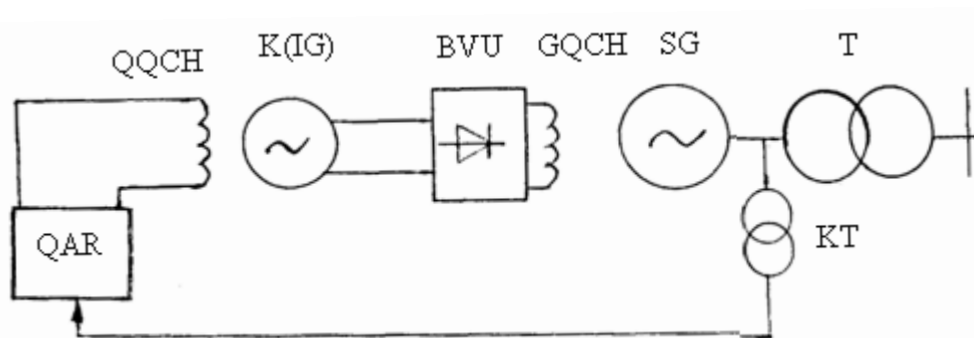 QQCH
K(IG)
BVU
GQCH
SG
T
QAR
KT